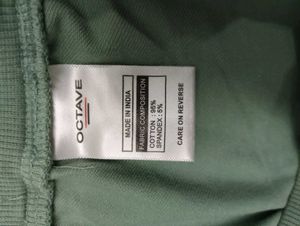 OCTAVE
MADE IN INDIA
FABRIC COMPOSITION
COTTON : 95%
SPANDEX : 5%
CARE ON REVERSE